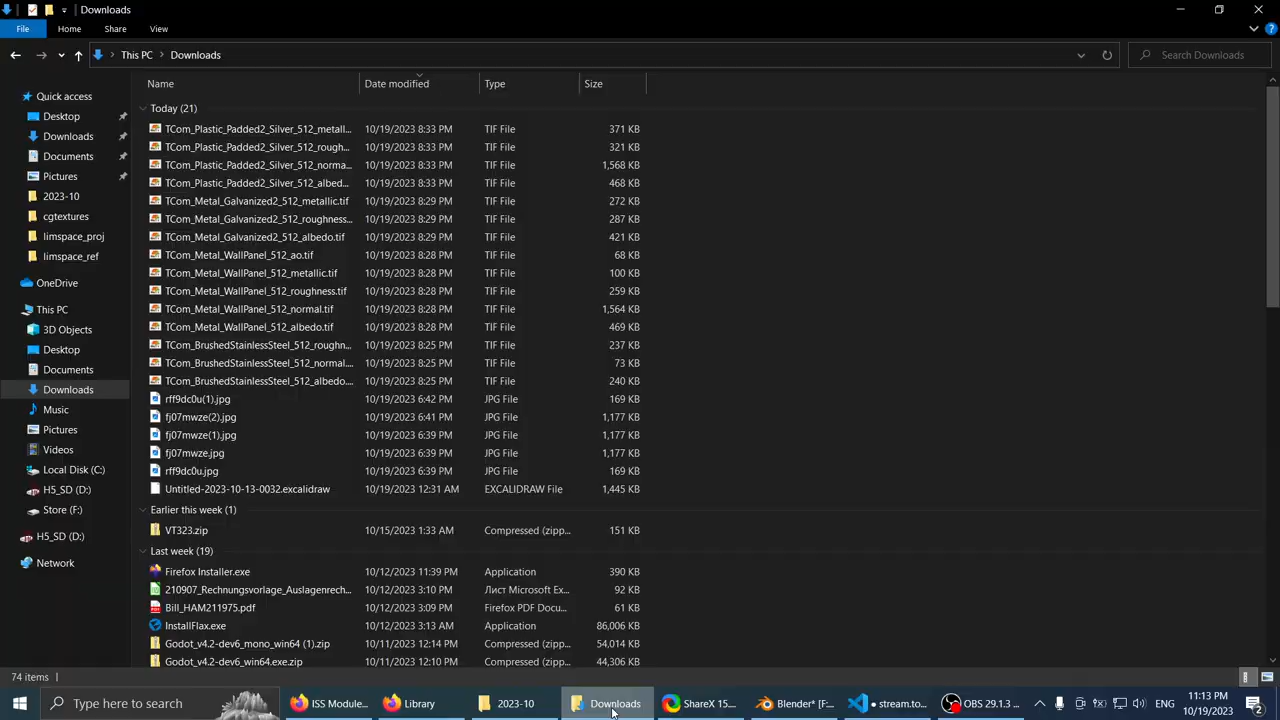 Downloads
File Home Share View
This PC Downloads Search Downloads
Name Date modified Type Size
Quick access
Desktop
Downloads
Documents
Pictures
2023-10
cgtextures
limspace_proj
limspace_ref
OneDrive
This PC
3D Objects
Desktop
Documents
Downloads
Music
Pictures
Videos
Local Disk (C:)
H5_SD (D:)
Store (F:)
H5_SD (D:)
Network
Today (21)
TCom_Plastic_Padded2_Silver_512_metall... 10/19/2023 8:33 PM TIF File 371 KB
TCom_Plastic_Padded2_Silver_512_rough... 10/19/2023 8:33 PM TIF File 321 KB
TCom_Plastic_Padded2_Silver_512_norma... 10/19/2023 8:33 PM TIF File 1,568 KB
TCom_Plastic_Padded2_Silver_512_albed... 10/19/2023 8:33 PM TIF File 468 KB
TCom_Metal_Galvanized2_512_metallic.tif 10/19/2023 8:29 PM TIF File 272 KB
TCom_Metal_Galvanized2_512_roughness... 10/19/2023 8:29 PM TIF File 287 KB
TCom_Metal_Galvanized2_512_albedo.tif 10/19/2023 8:29 PM TIF File 421 KB
TCom_Metal_WallPanel_512_ao.tif 10/19/2023 8:28 PM TIF File 68 KB
TCom_Metal_WallPanel_512_metallic.tif 10/19/2023 8:28 PM TIF File 100 KB
TCom_Metal_WallPanel_512_roughness.tif 10/19/2023 8:28 PM TIF File 259 KB
TCom_Metal_WallPanel_512_normal.tif 10/19/2023 8:28 PM TIF File 1,564 KB
TCom_Metal_WallPanel_512_albedo.tif 10/19/2023 8:28 PM TIF File 469 KB
TCom_BrushedStainlessSteel_512_roughn... 10/19/2023 8:25 PM TIF File 237 KB
TCom_BrushedStainlessSteel_512_normal.... 10/19/2023 8:25 PM TIF File 73 KB
TCom_BrushedStainlessSteel_512_albedo.... 10/19/2023 8:25 PM TIF File 240 KB
rff9dc0u(1).jpg 10/19/2023 6:42 PM JPG File 169 KB
fj07mwze(2).jpg 10/19/2023 6:41 PM JPG File 1,177 KB
fj07mwze(1).jpg 10/19/2023 6:39 PM JPG File 1,177 KB
fj07mwze.jpg 10/19/2023 6:39 PM JPG File 1,177 KB
rff9dc0u.jpg 10/19/2023 6:39 PM JPG File 169 KB
Untitled-2023-10-13-0032.excalidraw 10/19/2023 12:31 AM EXCALIDRAW File 1,445 KB
Earlier this week (1)
VT323.zip 10/15/2023 1:33 AM Compressed (zipp... 151 KB
Last week (19)
Firefox Installer.exe 10/12/2023 11:39 PM Application 390 KB
210907_Rechnungsvorlage_Auslagenrech... 10/12/2023 3:10 PM Лист Microsoft Ex... 92 KB
Bill_HAM211975.pdf 10/12/2023 3:09 PM Firefox PDF Docu... 61 KB
InstallFlax.exe 10/12/2023 3:13 AM Application 86,006 KB
Godot_v4.2-dev6_mono_win64 (1).zip 10/11/2023 12:14 PM Compressed (zipp... 54,014 KB
Godot_v4.2-dev6_win64.exe.zip 10/11/2023 12:10 PM Compressed (zipp... 44,306 KB
74 items
Type here to search ISS Module... Library 2023-10 Downloads ShareX 15.... Blender* [F... • stream.to... OBS 29.1.3 ... ENG 11:13 PM
10/19/2023 2